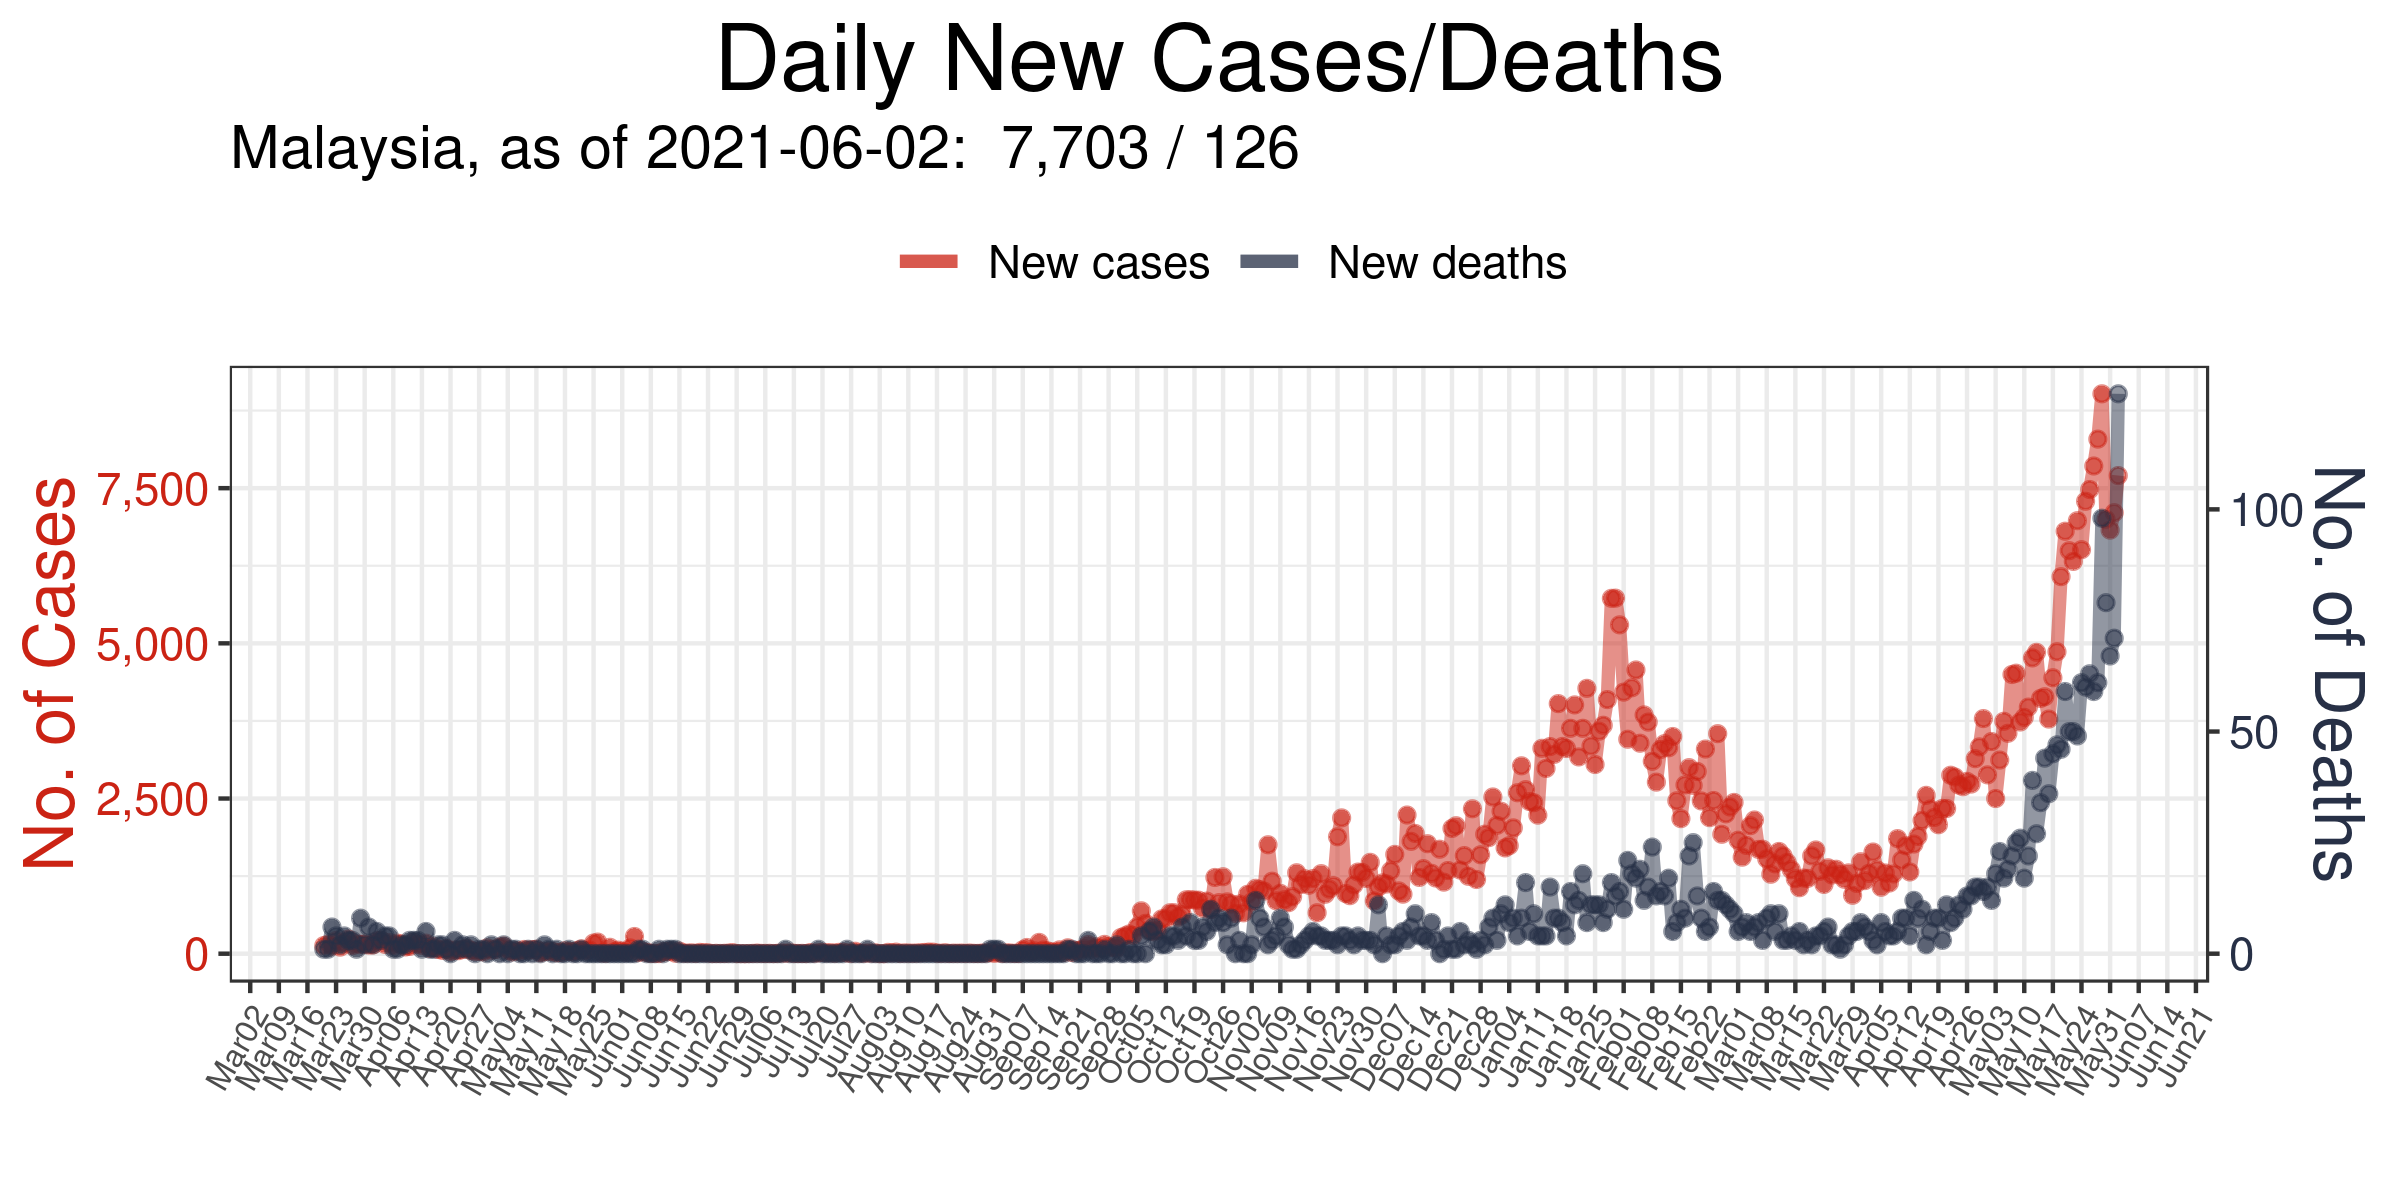 Daily New Cases/Deaths
Malaysia, as of 2021-06-02:  7,703 / 126
New cases New deaths
No. of Cases
7,500
5,000
2,500
0
100
50
0
No. of Deaths
Mar02 Mar09 Mar16 Mar23 Mar30 Apr06 Apr13 Apr20 Apr27 May04 May11 May18 May25 Jun01 Jun08 Jun15 Jun22 Jun29 Jul06 Jul13 Jul20 Jul27 Aug03 Aug10 Aug17 Aug24 Aug31 Sep07 Sep14 Sep21 Sep28 Oct05 Oct12 Oct19 Oct26 Nov02 Nov09 Nov16 Nov23 Nov30 Dec07 Dec14 Dec21 Dec28 Jan04 Jan11 Jan18 Jan25 Feb01 Feb08 Feb15 Feb22 Mar01 Mar08 Mar15 Mar22 Mar29 Apr05 Apr12 Apr19 Apr26 May03 May10 May17 May24 May31 Jun07 Jun14 Jun21